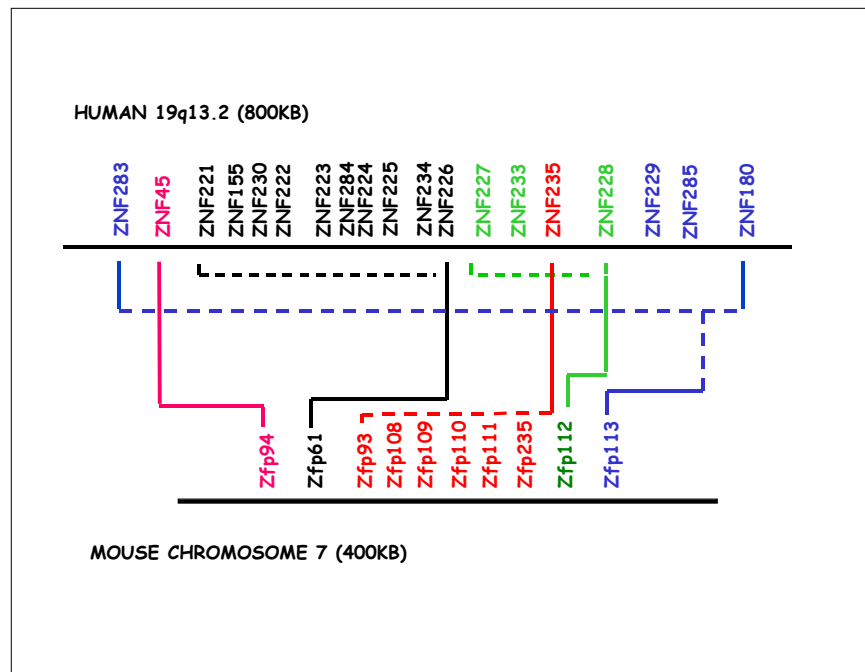 HUMAN 19q13.2 (800KB)
ZNF283
ZNF45
ZNF221
ZNF155
ZNF230
ZNF222
ZNF223
ZNF284
ZNF224
ZNF225
ZNF234
ZNF226
ZNF227
ZNF233
ZNF235
ZNF228
ZNF229
ZNF285
ZNF180
Zfp94
Zfp61
Zfp93
Zfp108
Zfp109
Zfp110
Zfp111
Zfp235
Zfp112
Zfp113
MOUSE CHROMOSOME 7 (400KB)